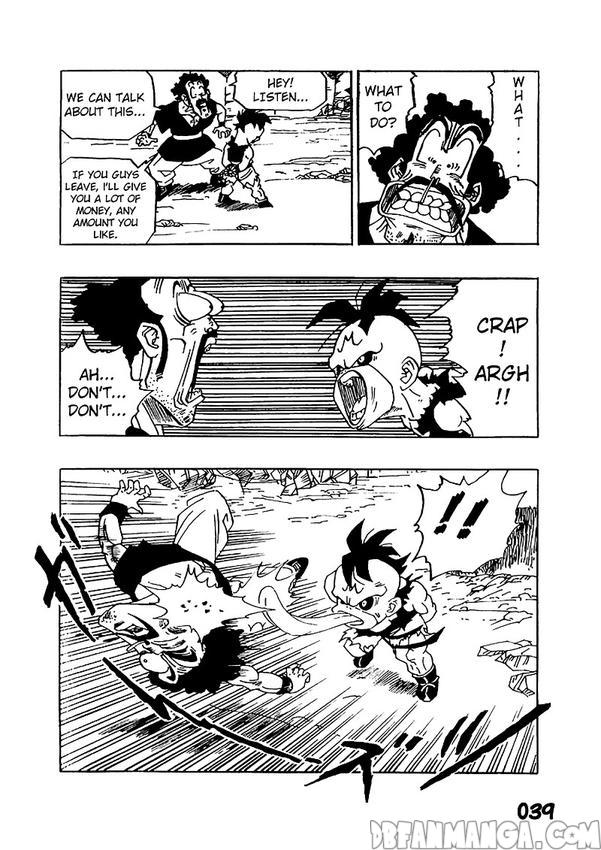 WHAT ....
WHAT
TO
DO?
HEY!
LISTEN...
WE CAN TALK
ABOUT THIS...
IF YOU GUYS
LEAVE, I'LL GIVE
YOU A LOT OF
MONEY, ANY
AMOUNT YOU
LIKE.
CRAP
!
ARGH
!!
AH...
DON'T...
DON'T...
!!
039
DBFANMANGA.COM